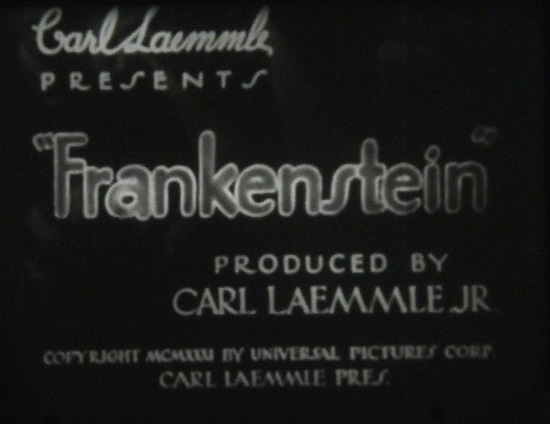 Carl Laemmle
PRESENTS
"Frankenstein"
PRODUCED BY
CARL LAEMMLE JR.
COPYRIGHT MCMXXXI BY UNIVERSAL PICTURES CORP.
CARL LAEMMLE PRES.